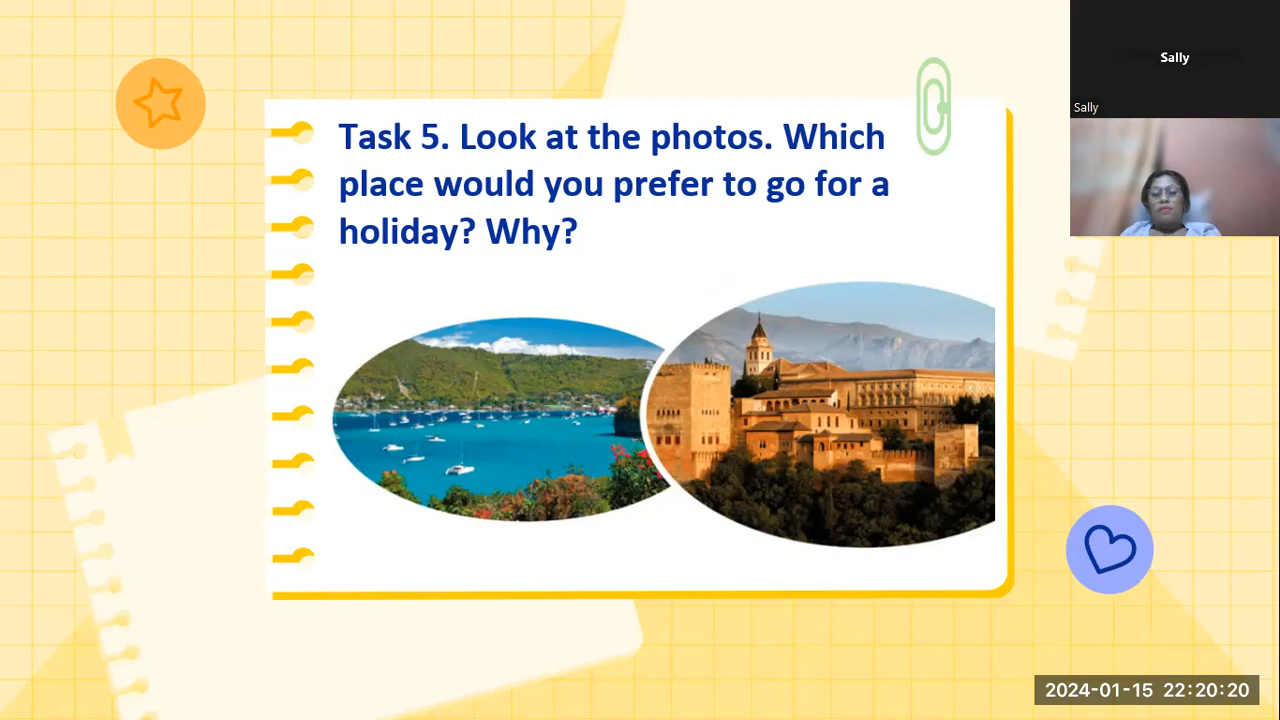 Task 5. Look at the photos. Which
place would you prefer to go for a
holiday? Why?
Sally
Sally
2024-01-15 22:20:20